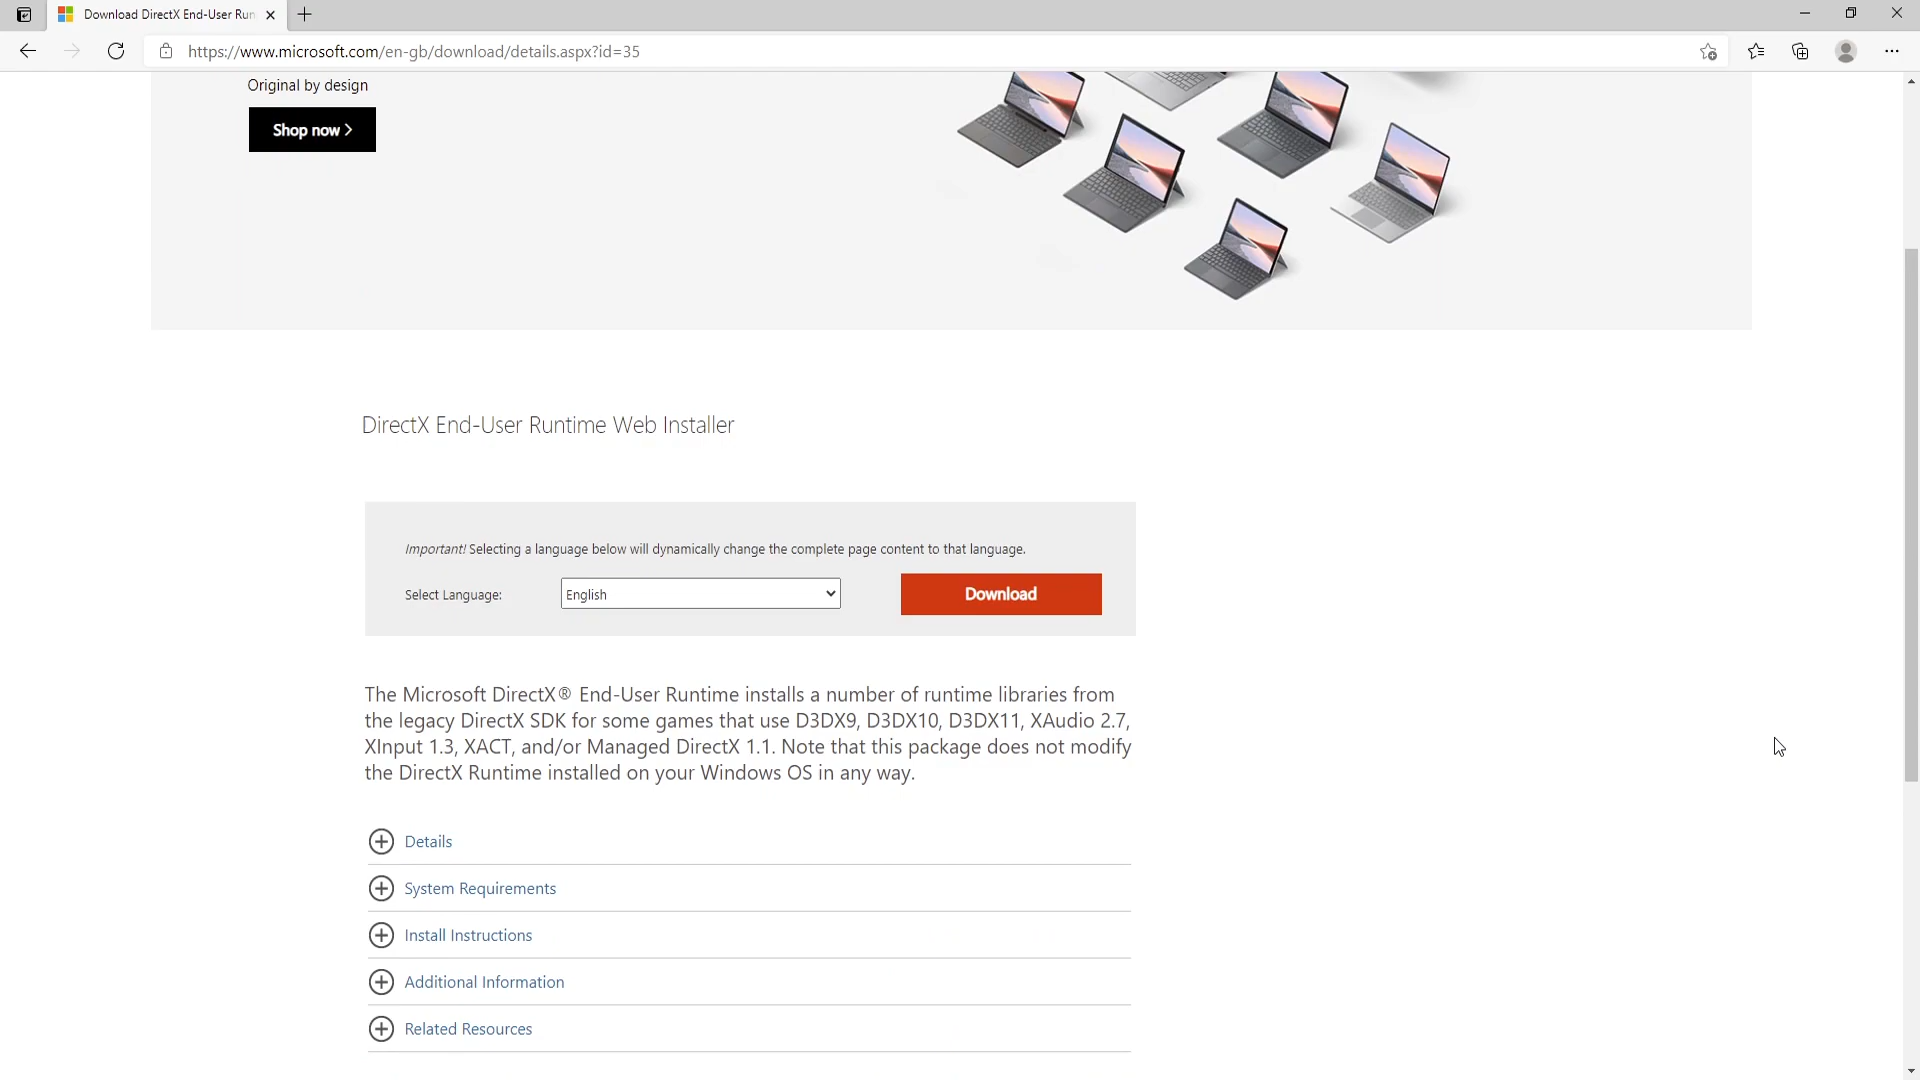 Download DirectX End-User Run
https://www.microsoft.com/en-gb/download/details.aspx?id=35
Original by design
Shop now
DirectX End-User Runtime Web Installer
Important! Selecting a language below will dynamically change the complete page content to that language.
Select Language:
English
Download
The Microsoft DirectX® End-User Runtime installs a number of runtime libraries from
the legacy DirectX SDK for some games that use D3DX9, D3DX10, D3DX11, XAudio 2.7,
XInput 1.3, XACT, and/or Managed DirectX 1.1. Note that this package does not modify
the DirectX Runtime installed on your Windows OS in any way.
Details
System Requirements
Install Instructions
Additional Information
Related Resources